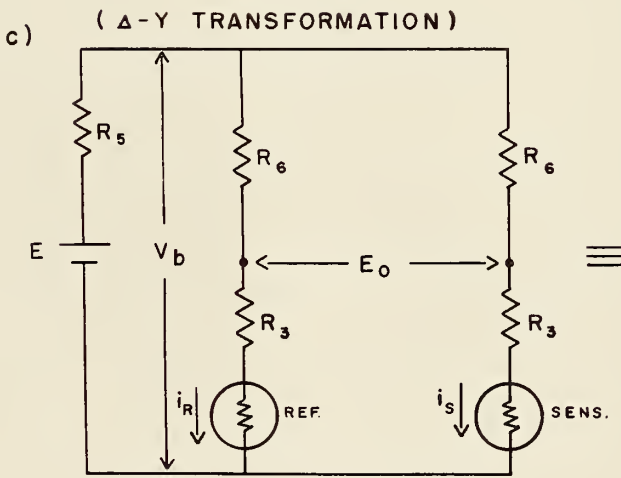 ( Δ-Y TRANSFORMATION )
c)
R5
R6
R6
E
Vb
E0
R3
R3
iR
REF.
iS
SENS.